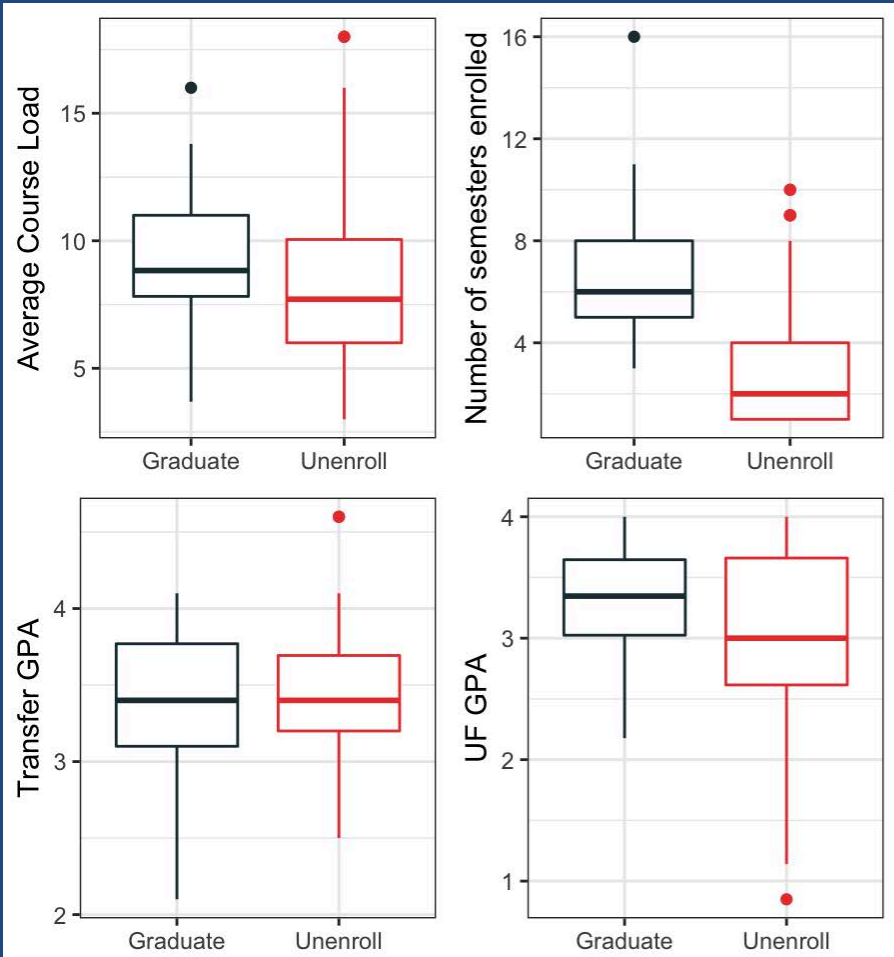 Average Course Load
15
10
5
Graduate Unenroll
Number of semesters enrolled
16
12
8
4
Graduate Unenroll
Transfer GPA
4
3
2
Graduate Unenroll
UF GPA
4
3
2
1
Graduate Unenroll